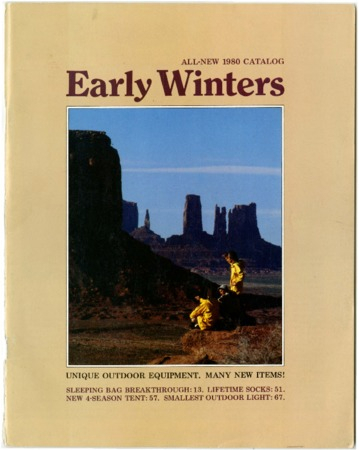 ALL-NEW 1980 CATALOG
Early Winters
UNIQUE OUTDOOR EQUIPMENT. MANY NEW ITEMS!
SLEEPING BAG BREAKTHROUGH: 13. LIFETIME SOCKS: 51.
NEW 4-SEASON TENT: 57. SMALLEST OUTDOOR LIGHT: 67.